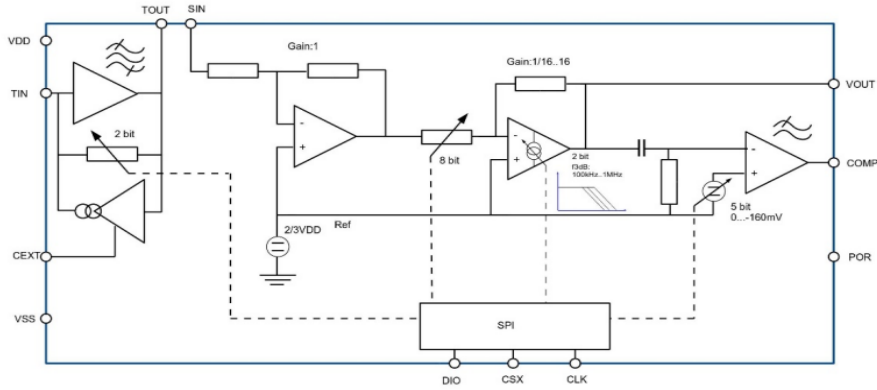 TOUT
SIN
VDD
Gain:1
Gain:1/16..16
VOUT
TIN
2 bit
8 bit
2 bit
f3dB:
100kHz..1MHz
COMP
5 bit
0...-160mV
2/3VDD
Ref
CEXT
POR
VSS
SPI
DIO
CSX
CLK